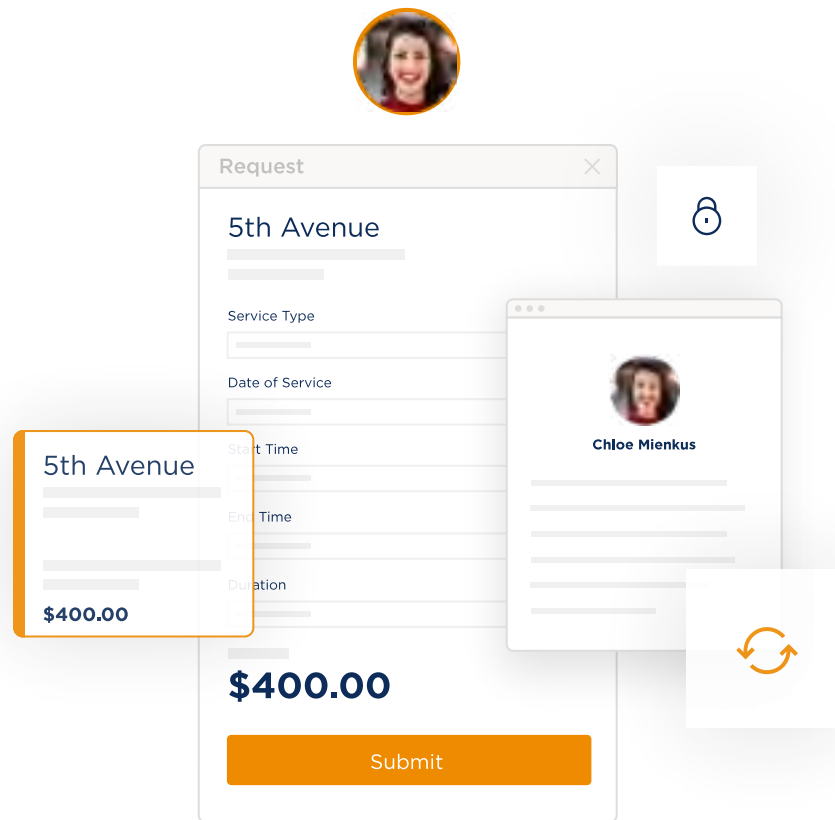 Request
5th Avenue
Service Type
Date of Service
Start Time
End Time
Duration
$400.00
Submit
5th Avenue
$400.00
Chloe Mienkus